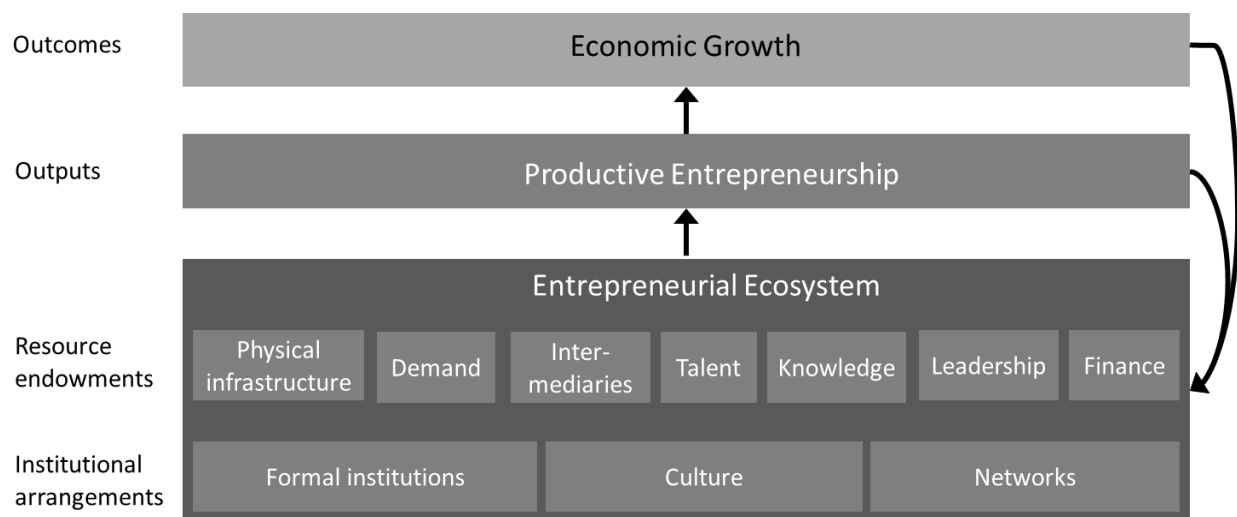 Outcomes
Economic Growth
Outputs
Productive Entrepreneurship
Entrepreneurial Ecosystem
Resource
endowments
Physical
infrastructure
Demand
Inter-
mediaries
Talent
Knowledge
Leadership
Finance
Institutional
arrangements
Formal institutions
Culture
Networks